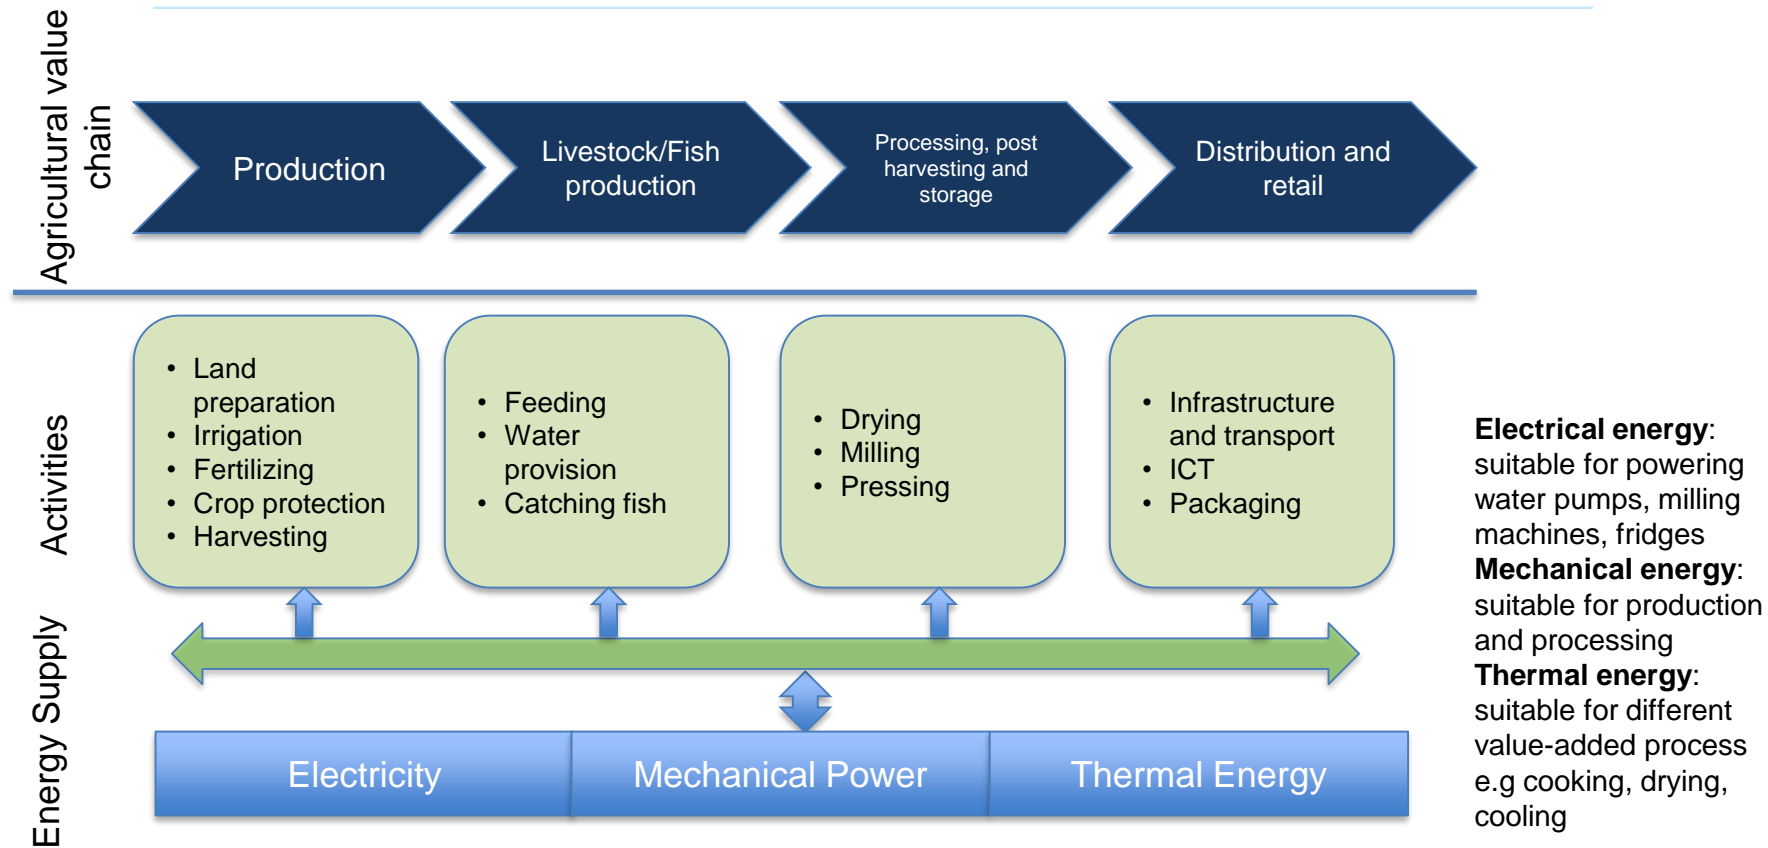 Agricultural value
chain
Production
Livestock/Fish
production
Processing, post
harvesting and
storage
Distribution and
retail
Activities
• Land
preparation
• Irrigation
• Fertilizing
• Crop protection
• Harvesting
• Feeding
• Water
provision
• Catching fish
• Drying
• Milling
• Pressing
• Infrastructure
and transport
• ICT
• Packaging
Energy Supply
Electricity
Mechanical Power
Thermal Energy
Electrical energy:
suitable for powering
water pumps, milling
machines, fridges
Mechanical energy:
suitable for production
and processing
Thermal energy:
suitable for different
value-added process
e.g cooking, drying,
cooling